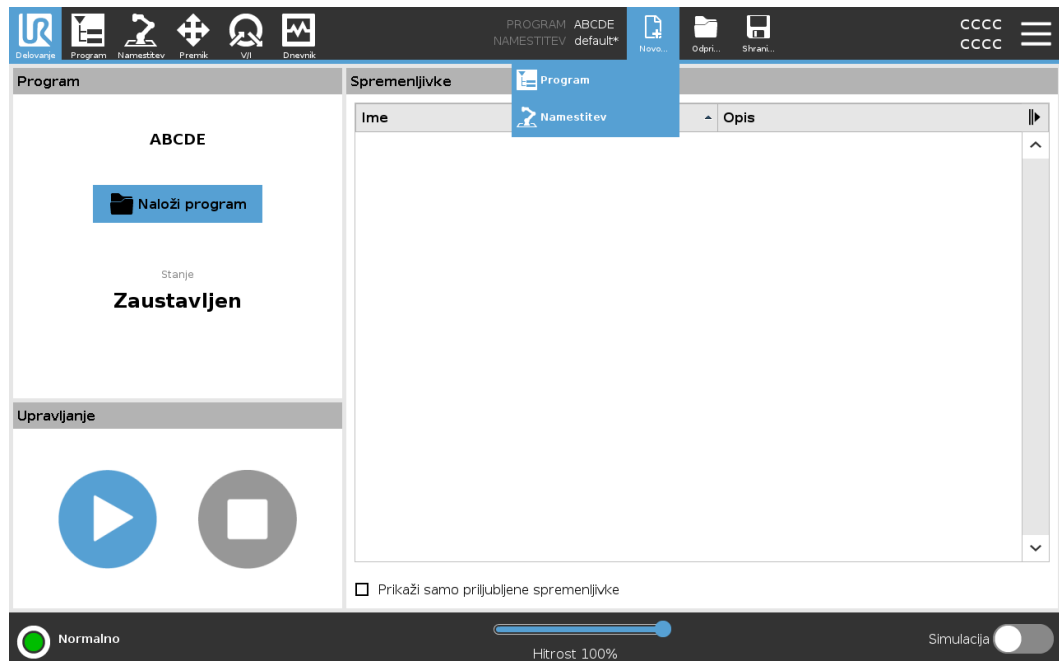 UR
Delovanje
Program
Namestitev
Premik
V/I
Dnevnik
PROGRAM ABCDE
NAMESTITEV default*
Novo...
Odpri...
Shrani...
CCCC
CCCC
Program
Namestitev
Program
ABCDE
Naloži program
Stanje
Zaustavljen
Upravljanje
Spremenljivke
Ime
Opis
Prikaži samo priljubljene spremenljivke
Normalno
Hitrost 100%
Simulacija